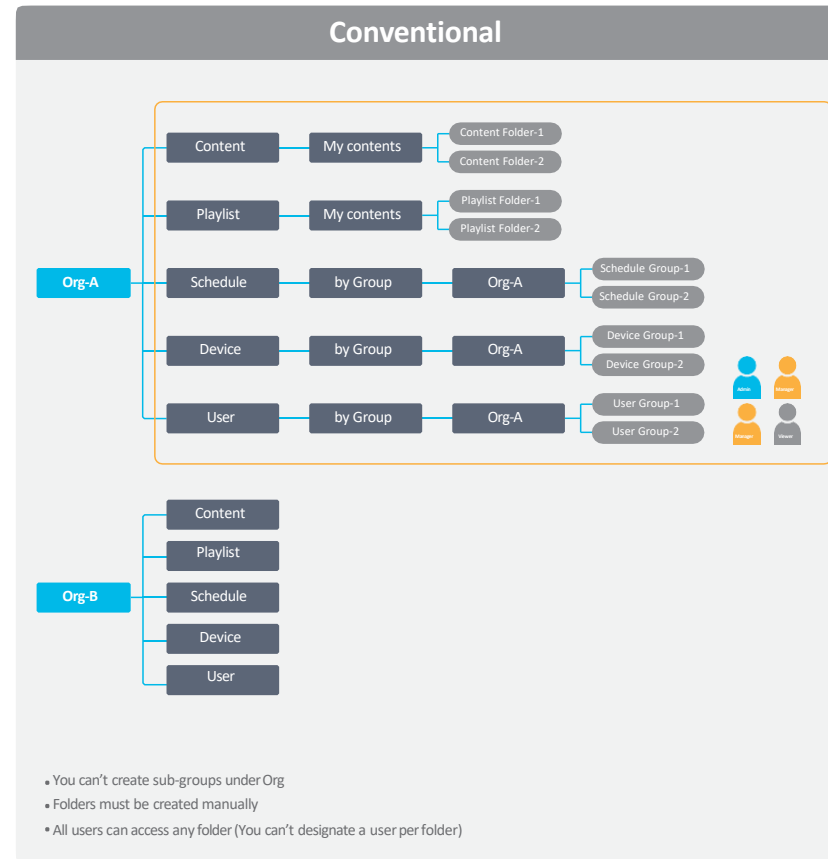 Conventional
Content
My contents
Content Folder-1
Content Folder-2
Playlist
My contents
Playlist Folder-1
Playlist Folder-2
Org-A
Schedule
by Group
Org-A
Schedule Group-1
Schedule Group-2
Device
by Group
Org-A
Device Group-1
Device Group-2
User
by Group
Org-A
User Group-1
User Group-2
Admin
Manager
Manager
Viewer
Org-B
Content
Playlist
Schedule
Device
User
• You can’t create sub-groups under Org
• Folders must be created manually
• All users can access any folder (You can’t designate a user per folder)